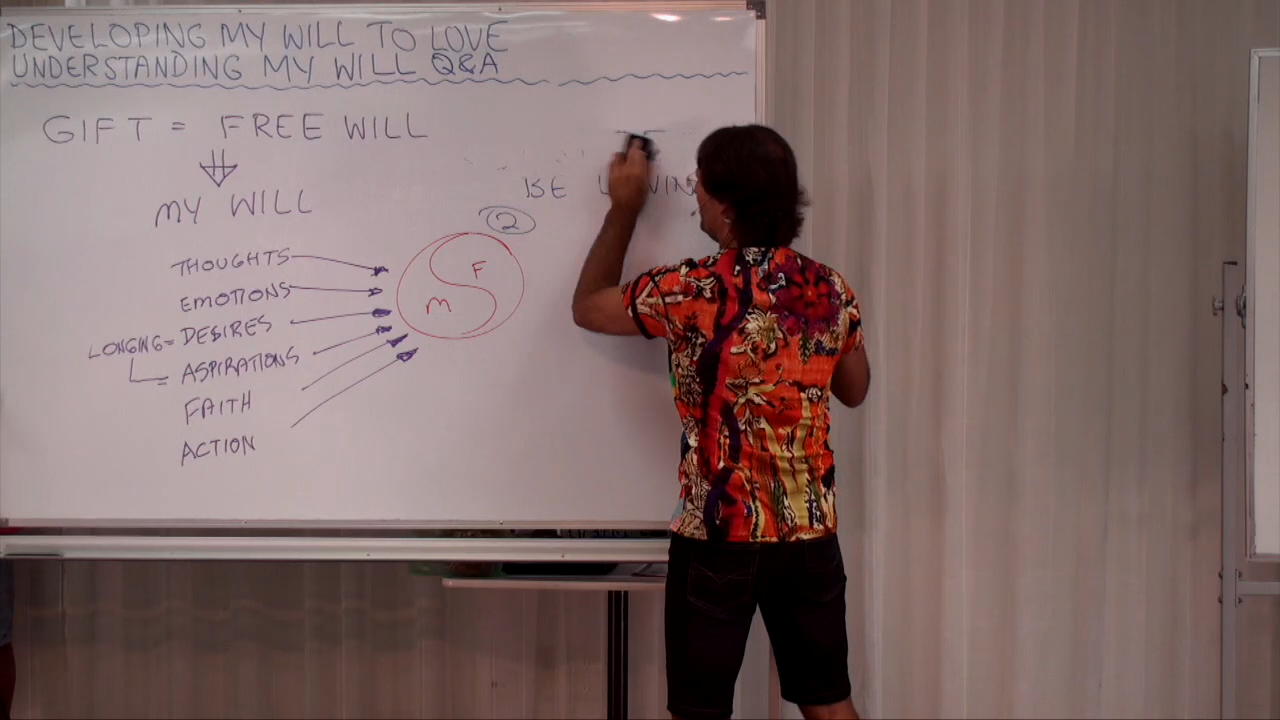 DEVELOPING MY WILL TO LOVE
UNDERSTANDING MY WILL Q&A
GIFT = FREE WILL
MY WILL
THOUGHTS
EMOTIONS
LONGING = DESIRES
= ASPIRATIONS
FAITH
ACTION
2
F
M
BE